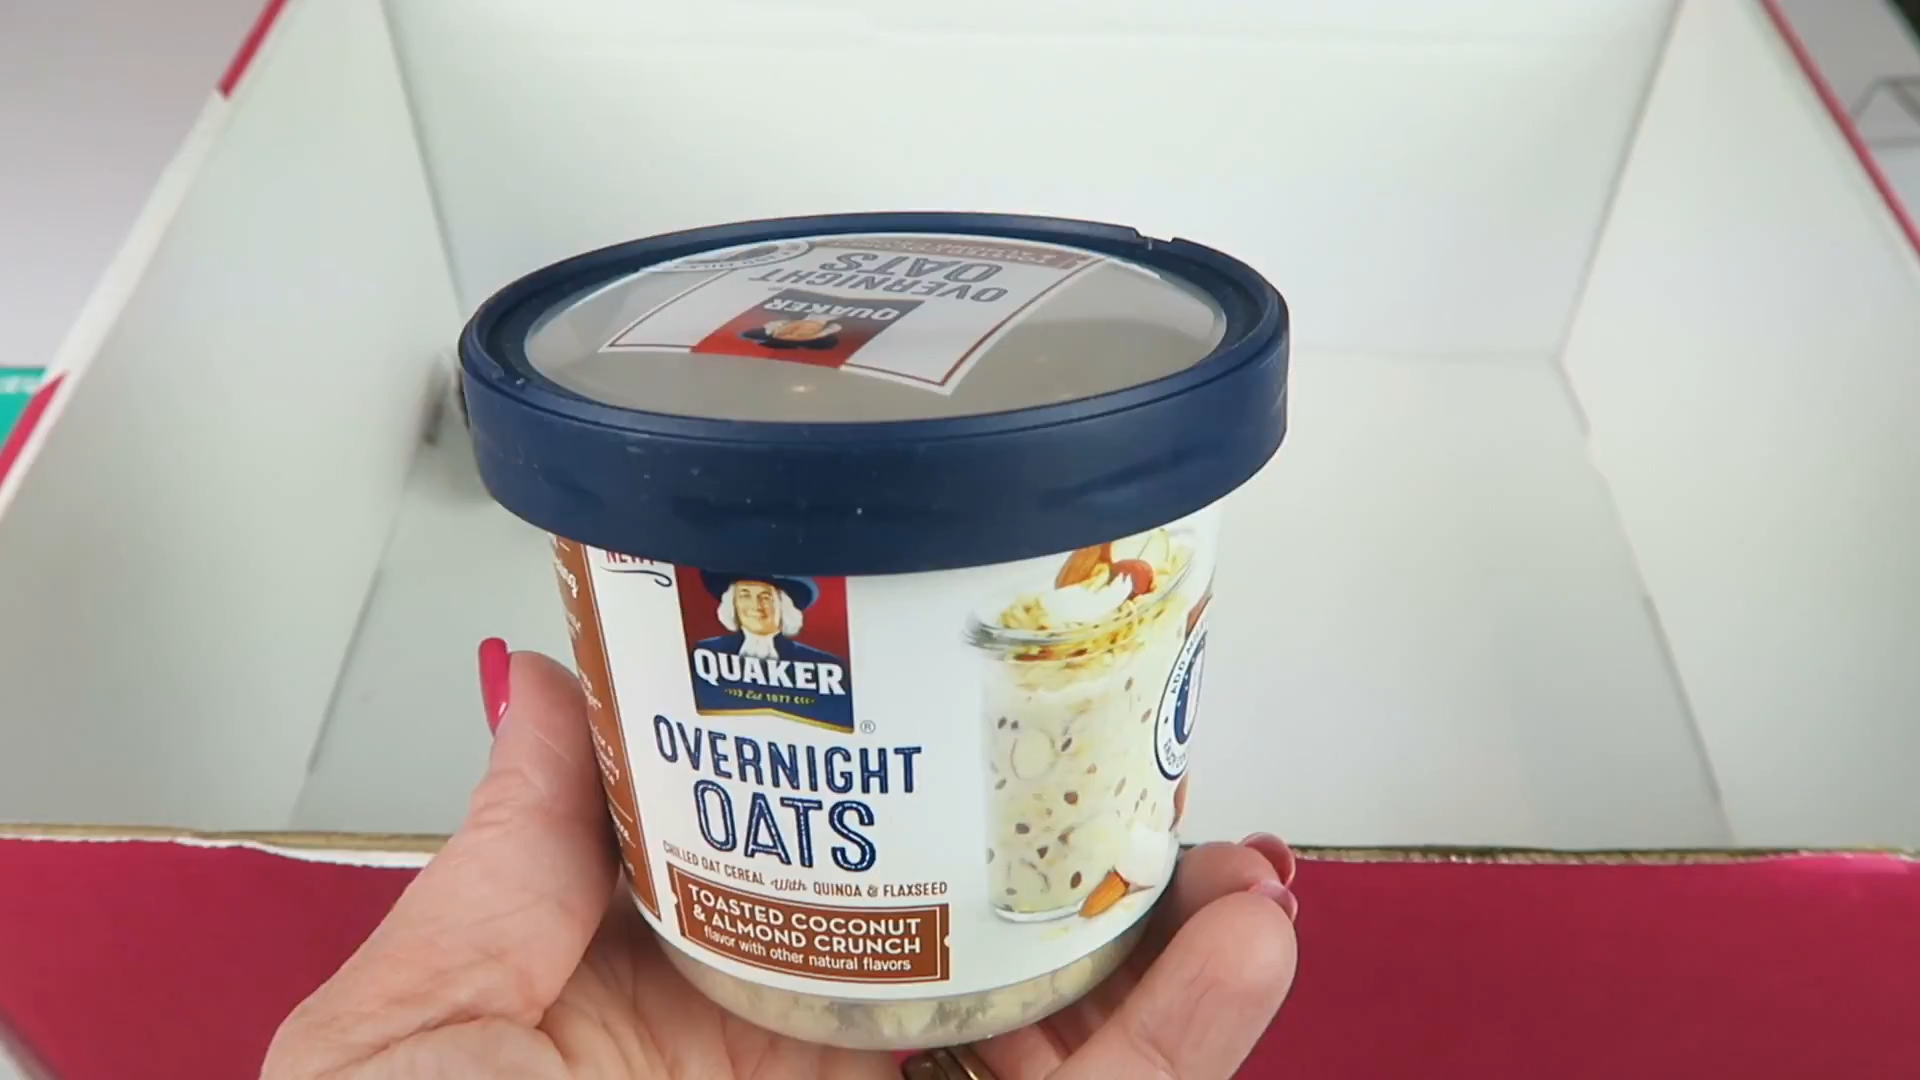 OVERNIGHT
OATS
QUAKER
NEW!
QUAKER
Est 1877
®
OVERNIGHT
OATS
CHILLED OAT CEREAL with QUINOA & FLAXSEED
TOASTED COCONUT
& ALMOND CRUNCH
flavor with other natural flavors
ADD